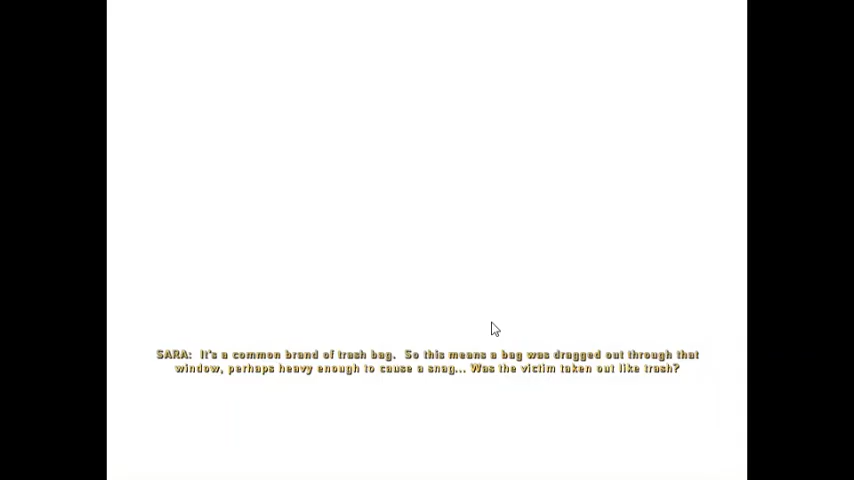 SARA: It's a common brand of trash bag. So this means a bag was dragged out through that
window, perhaps heavy enough to cause a snag... Was the victim taken out like trash?